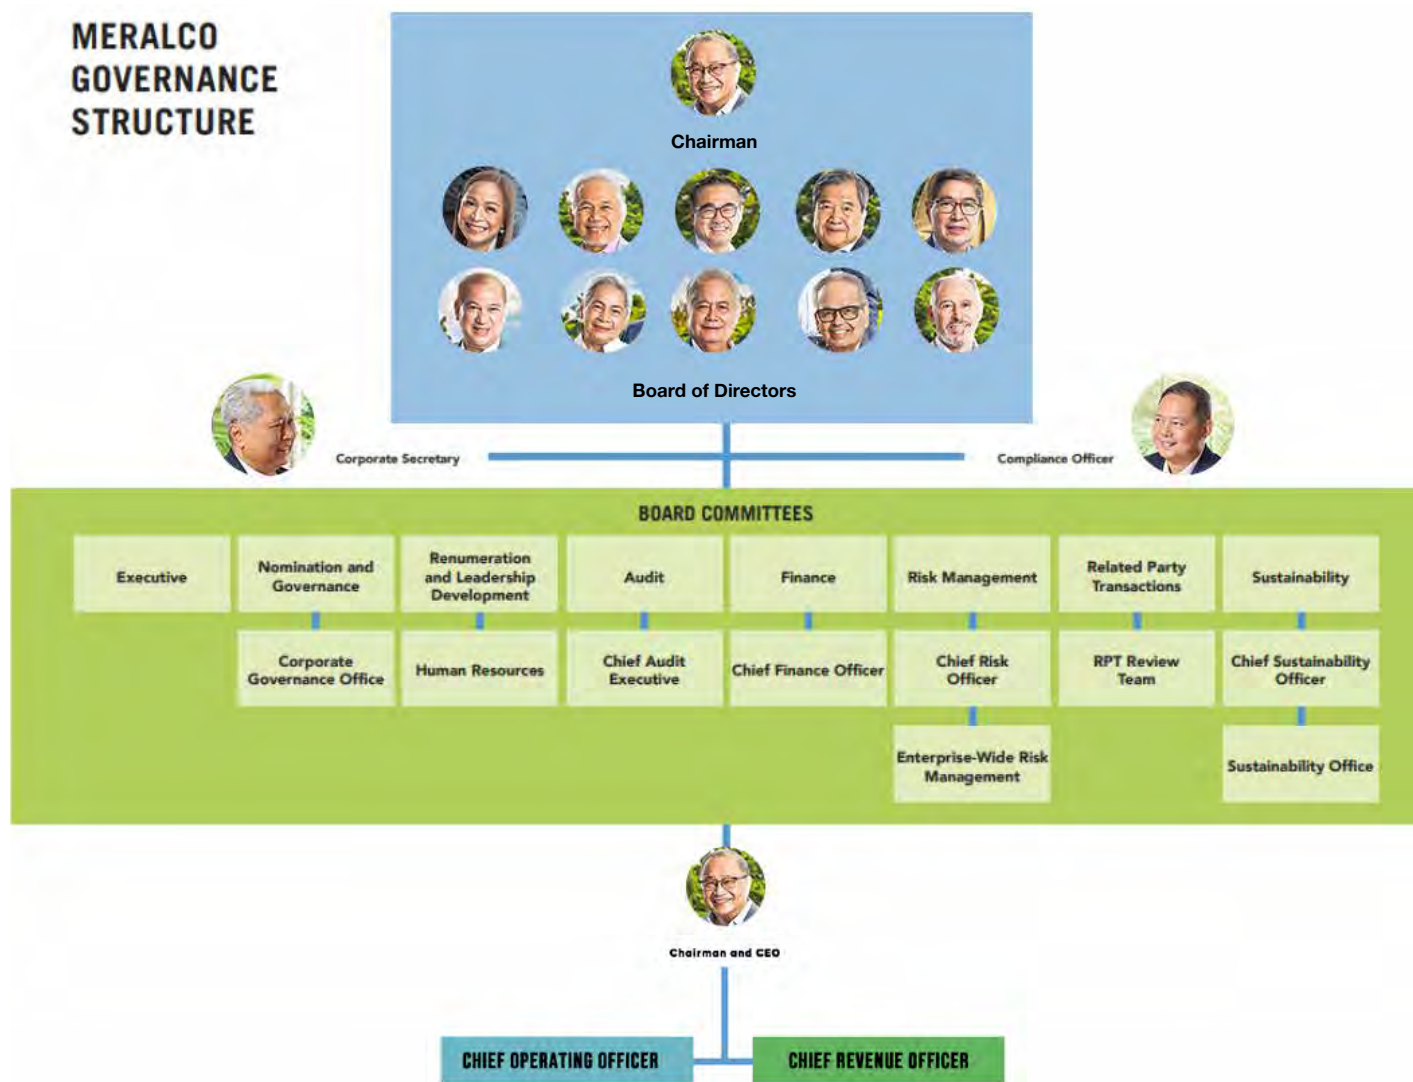 MERALCO
GOVERNANCE
STRUCTURE
Chairman
Board of Directors
Corporate Secretary
Compliance Officer
BOARD COMMITTEES
Executive
Nomination and
Governance
Renumeration
and Leadership
Development
Audit
Finance
Risk Management
Related Party
Transactions
Sustainability
Corporate
Governance Office
Human Resources
Chief Audit
Executive
Chief Finance Officer
Chief Risk
Officer
RPT Review
Team
Chief Sustainability
Officer
Enterprise-Wide Risk
Management
Sustainability Office
Chairman and CEO
CHIEF OPERATING OFFICER
CHIEF REVENUE OFFICER